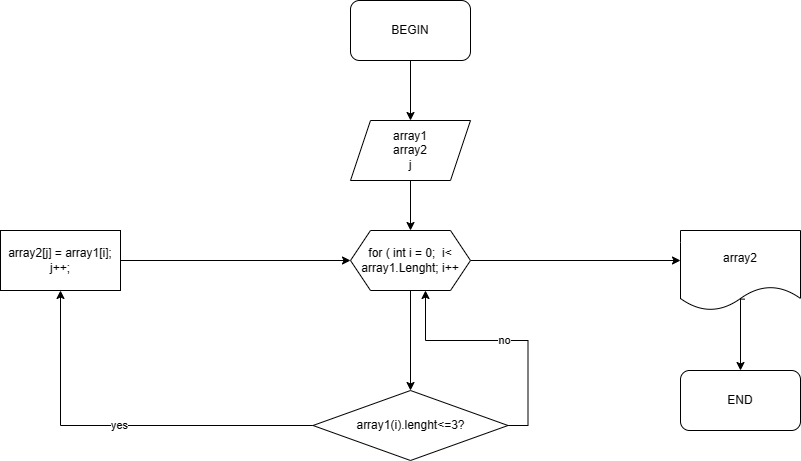 BEGIN
array1
array2
j
array2[j] = array1[i];
j++;
for ( int i = 0; i<
array1.Lenght; i++
array2
no
yes
array1(i).lenght<=3?
END